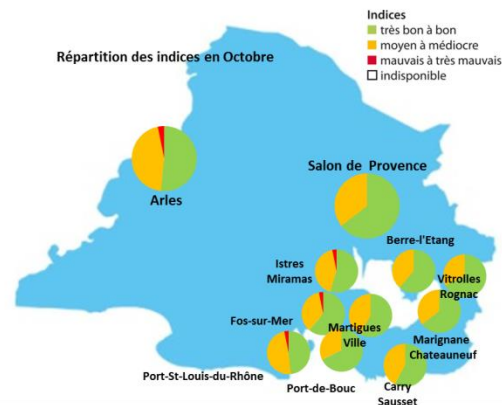 Indices
très bon à bon
moyen à médiocre
mauvais à très mauvais
indisponible
Répartition des indices en Octobre
Salon de Provence
Arles
Berre-l'Etang
Istres
Miramas
Vitrolles
Rognac
Fos-sur-Mer
Martigues
Ville
Marignane
Chateauneuf
Port-St-Louis-du-Rhône
Port-de-Bouc
Carry
Sausset